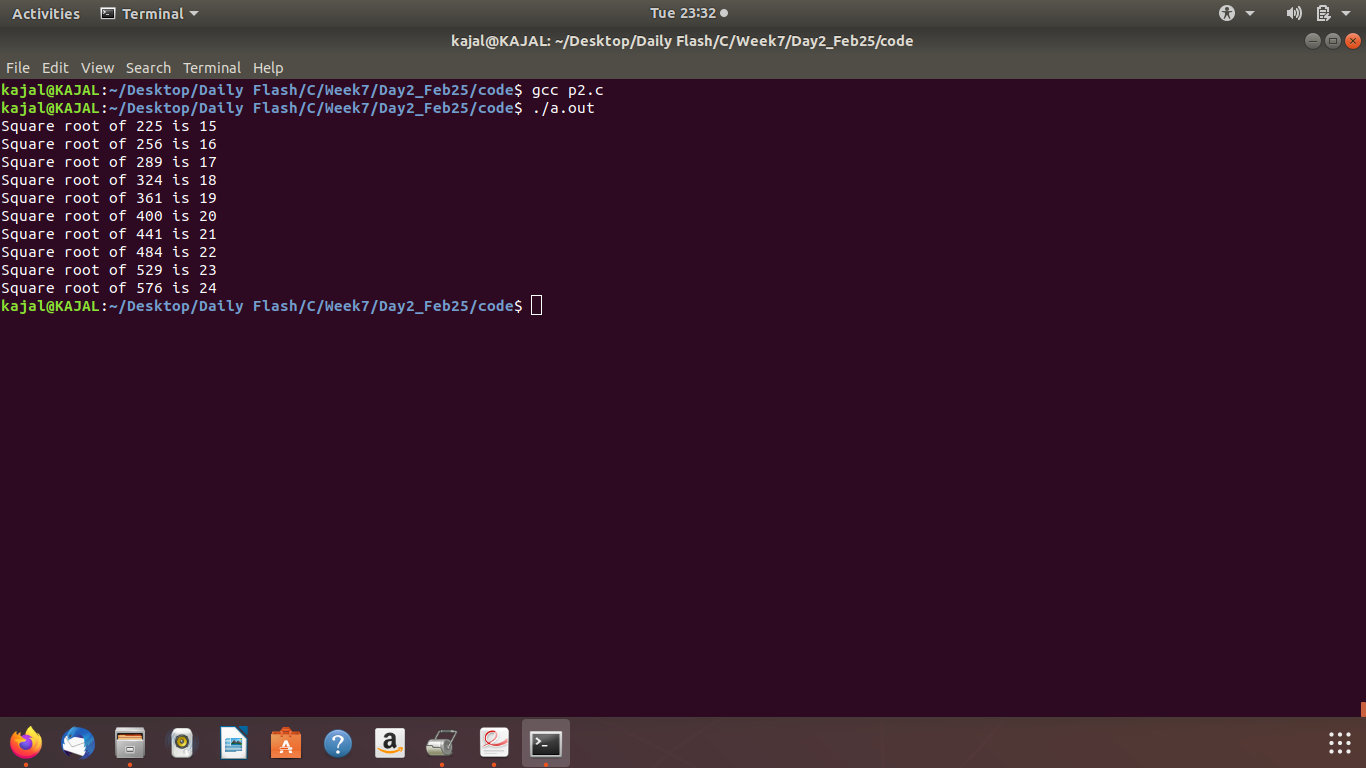 Activities Terminal Tue 23:32
kajal@KAJAL: ~/Desktop/Daily Flash/C/Week7/Day2_Feb25/code
File Edit View Search Terminal Help
kajal@KAJAL:~/Desktop/Daily Flash/C/Week7/Day2_Feb25/code$ gcc p2.c
kajal@KAJAL:~/Desktop/Daily Flash/C/Week7/Day2_Feb25/code$ ./a.out
Square root of 225 is 15
Square root of 256 is 16
Square root of 289 is 17
Square root of 324 is 18
Square root of 361 is 19
Square root of 400 is 20
Square root of 441 is 21
Square root of 484 is 22
Square root of 529 is 23
Square root of 576 is 24
kajal@KAJAL:~/Desktop/Daily Flash/C/Week7/Day2_Feb25/code$